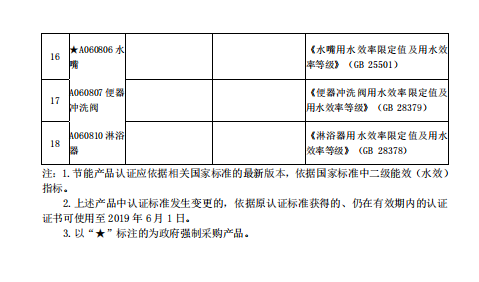 16
★A060806 水
嘴
《水嘴用水效率限定值及用水效
率等级》（GB 25501）
17
A060807 便器
冲洗阀
《便器冲洗阀用水效率限定值及
用水效率等级》（GB 28379）
18
A060810 淋浴
器
《淋浴器用水效率限定值及用水
效率等级》（GB 28378）
注：1.节能产品认证应依据相关国家标准的最新版本，依据国家标准中二级能效（水效）
指标。
2.上述产品中认证标准发生变更的，依据原认证标准获得的、仍在有效期内的认证
证书可使用至 2019 年 6 月 1 日。
3.以“★”标注的为政府强制采购产品。